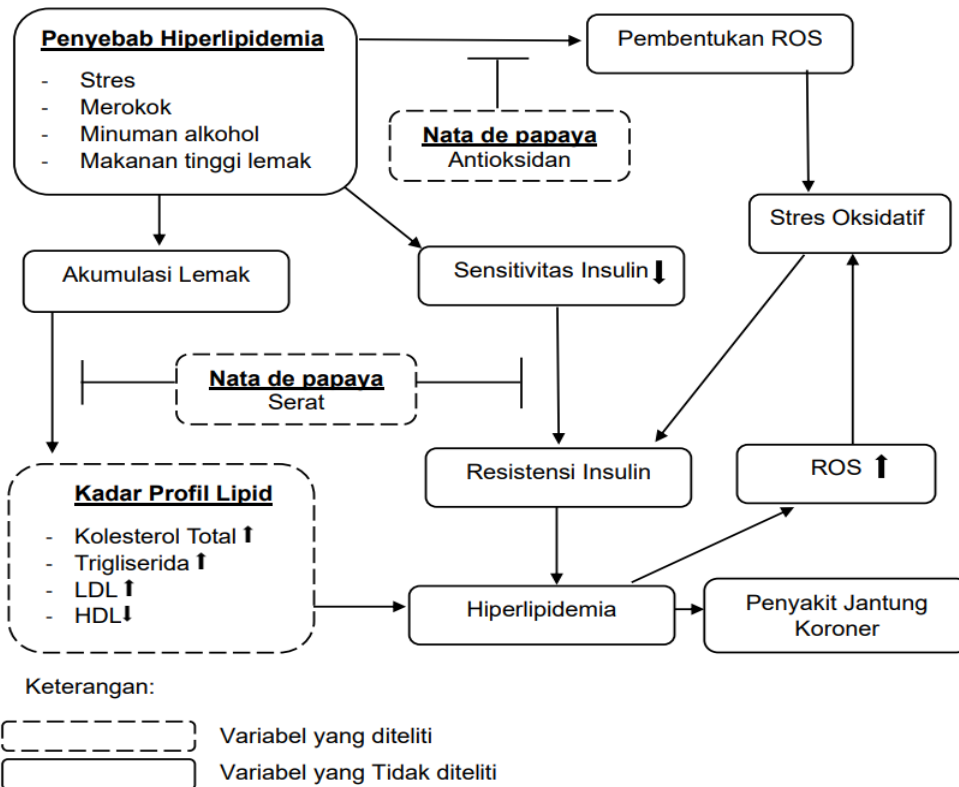 Penyebab Hiperlipidemia
- Stres
- Merokok
- Minuman alkohol
- Makanan tinggi lemak
Pembentukan ROS
Nata de papaya
Antioksidan
Stres Oksidatif
Akumulasi Lemak
Sensitivitas Insulin⬇
Nata de papaya
Serat
Resistensi Insulin
ROS ⬆
Kadar Profil Lipid
- Kolesterol Total⬆
- Trigliserida⬆
- LDL⬆
- HDL⬇
Hiperlipidemia
Penyakit Jantung
Koroner
Keterangan:
Variabel yang diteliti
Variabel yang Tidak diteliti